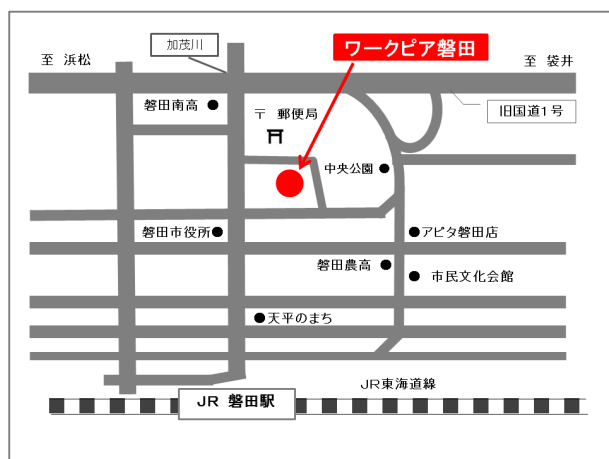 加茂川
ワークピア磐田
至 浜松
至 袋井
磐田南高
〒 郵便局
旧国道1号
中央公園
磐田市役所
アピタ磐田店
磐田農高
市民文化会館
天平のまち
JR東海道線
JR 磐田駅